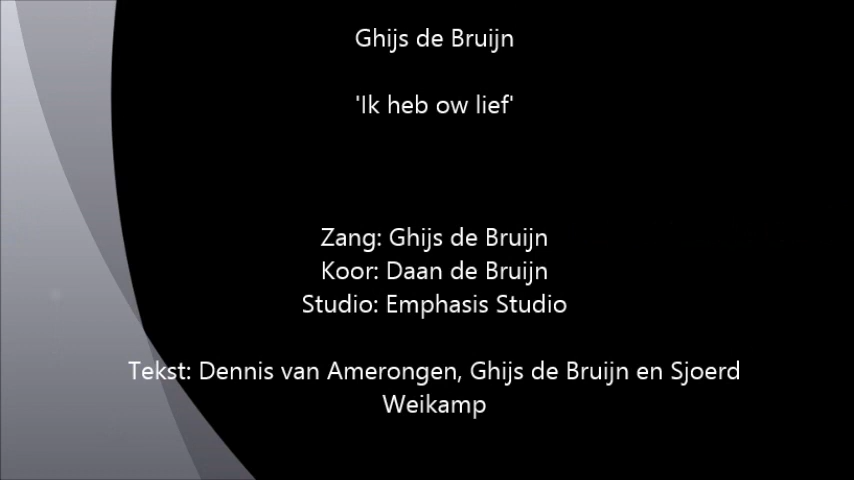 Ghijs de Bruijn
'Ik heb ow lief'
Zang: Ghijs de Bruijn
Koor: Daan de Bruijn
Studio: Emphasis Studio
Tekst: Dennis van Amerongen, Ghijs de Bruijn en Sjoerd
Weikamp